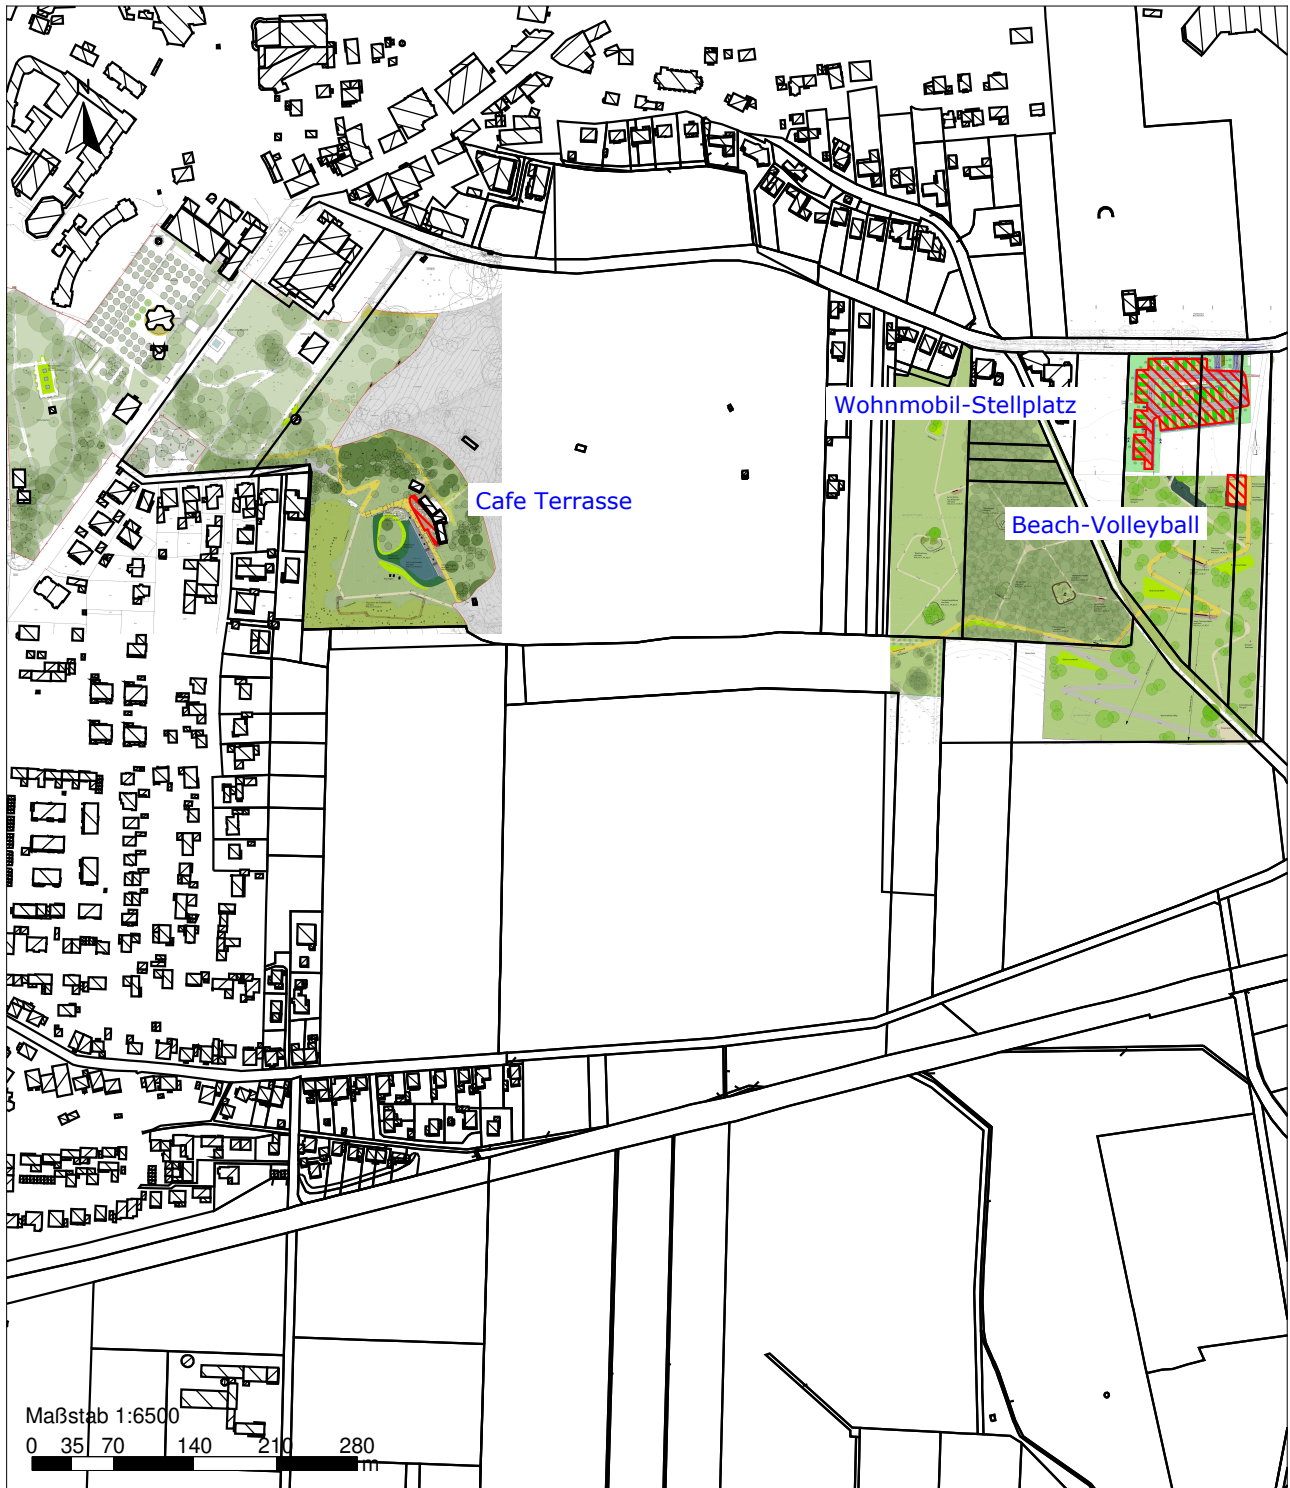 Wohnmobil-Stellplatz
Cafe Terrasse
Beach-Volleyball
Maßstab 1:6500
0 35 70 140 210 280
m